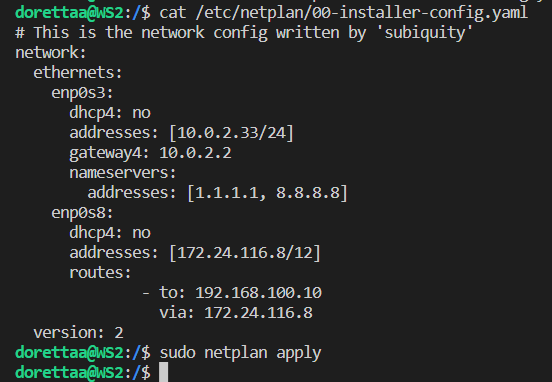 dorettaa@WS2:/$ cat /etc/netplan/00-installer-config.yaml
# This is the network config written by 'subiquity'
network:
  ethernets:
    enp0s3:
      dhcp4: no
      addresses: [10.0.2.33/24]
      gateway4: 10.0.2.2
      nameservers:
        addresses: [1.1.1.1, 8.8.8.8]
    enp0s8:
      dhcp4: no
      addresses: [172.24.116.8/12]
      routes:
              - to: 192.168.100.10
                via: 172.24.116.8
  version: 2
dorettaa@WS2:/$ sudo netplan apply
dorettaa@WS2:/$